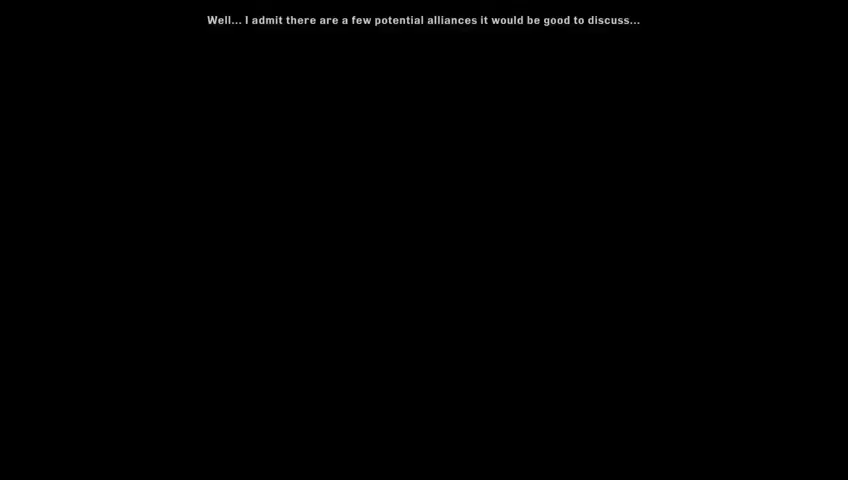 Well... I admit there are a few potential alliances it would be good to discuss...